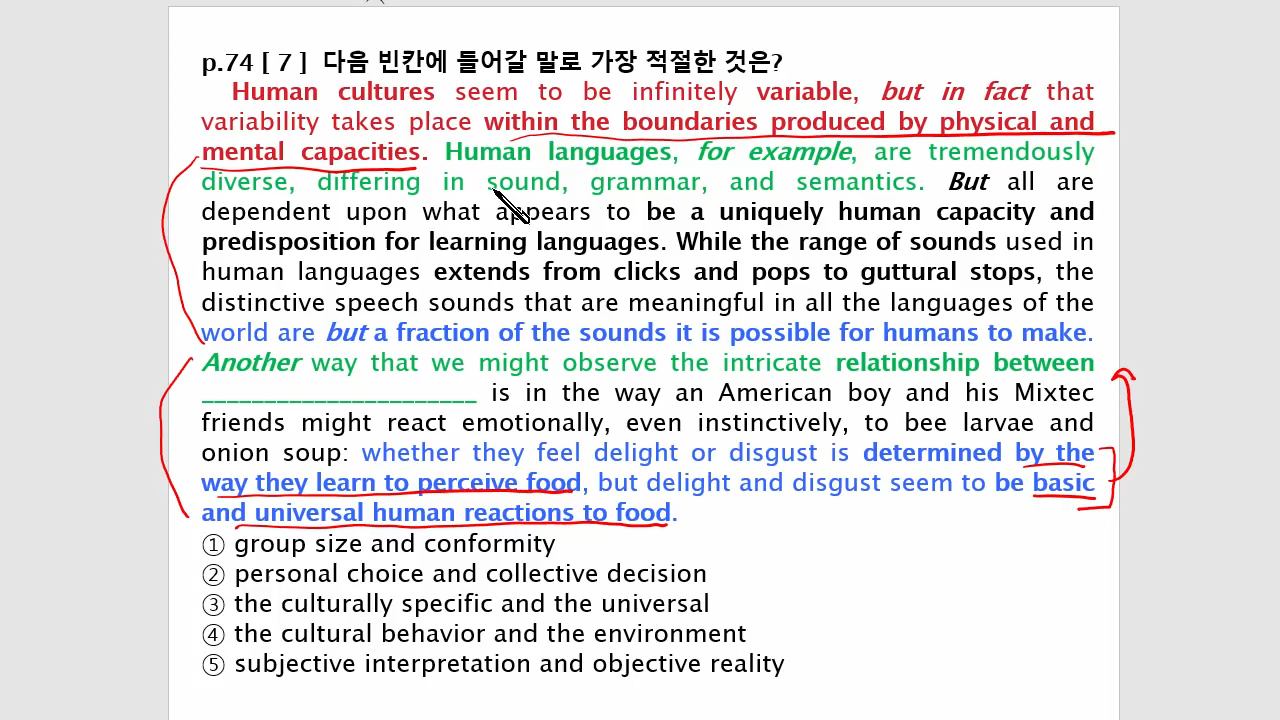 p.74 [ 7 ] 다음 빈칸에 들어갈 말로 가장 적절한 것은?
Human cultures seem to be infinitely variable, but in fact that
variability takes place within the boundaries produced by physical and
mental capacities. Human languages, for example, are tremendously
diverse, differing in sound, grammar, and semantics. But all are
dependent upon what appears to be a uniquely human capacity and
predisposition for learning languages. While the range of sounds used in
human languages extends from clicks and pops to guttural stops, the
distinctive speech sounds that are meaningful in all the languages of the
world are but a fraction of the sounds it is possible for humans to make.
Another way that we might observe the intricate relationship between
______________________ is in the way an American boy and his Mixtec
friends might react emotionally, even instinctively, to bee larvae and
onion soup: whether they feel delight or disgust is determined by the
way they learn to perceive food, but delight and disgust seem to be basic
and universal human reactions to food.
① group size and conformity
② personal choice and collective decision
③ the culturally specific and the universal
④ the cultural behavior and the environment
⑤ subjective interpretation and objective reality